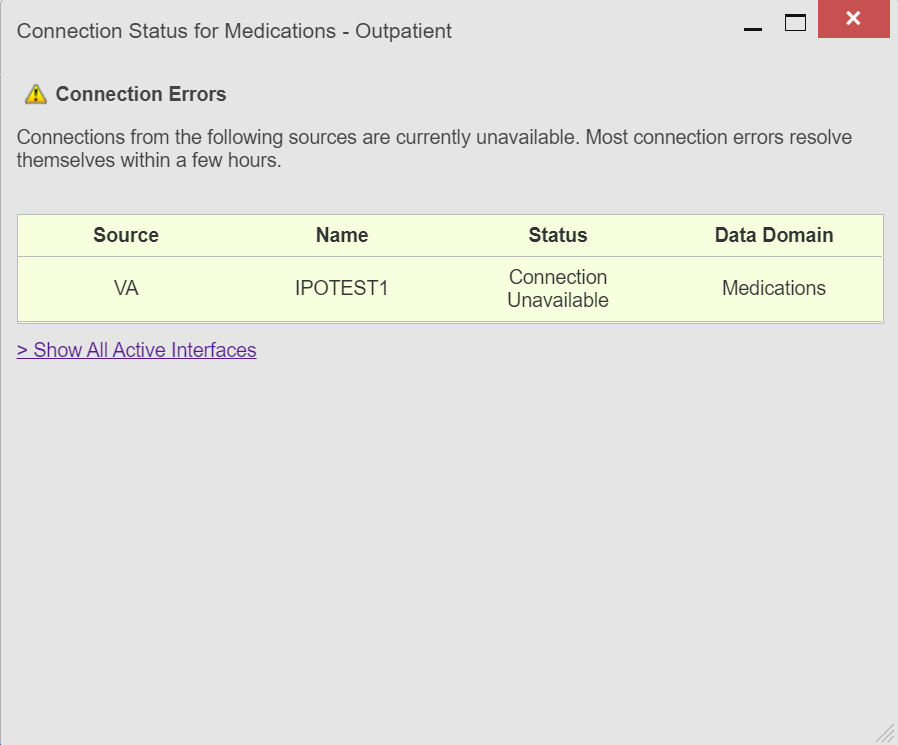 Connection Status for Medications - Outpatient
Connection Errors
Connections from the following sources are currently unavailable. Most connection errors resolve
themselves within a few hours.
Source Name Status Data Domain
VA IPOTEST1 Connection Unavailable Medications
> Show All Active Interfaces